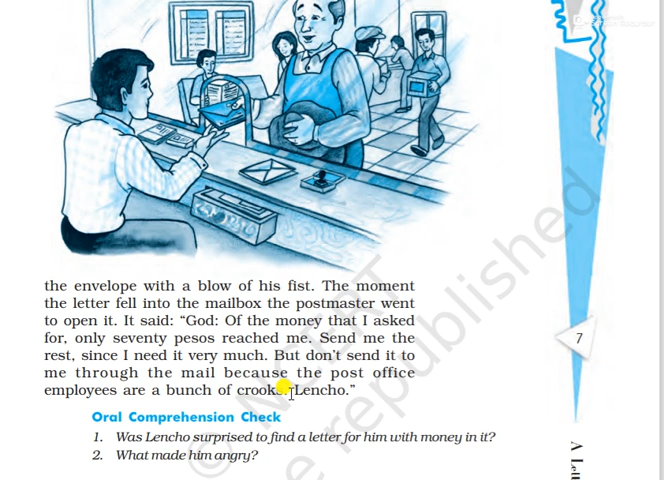 the envelope with a blow of his fist. The moment
the letter fell into the mailbox the postmaster went
to open it. It said: “God: Of the money that I asked
for, only seventy pesos reached me. Send me the
rest, since I need it very much. But don’t send it to
me through the mail because the post office
employees are a bunch of crooks. Lencho.”
Oral Comprehension Check
1. Was Lencho surprised to find a letter for him with money in it?
2. What made him angry?
7
© NCERT
be republished